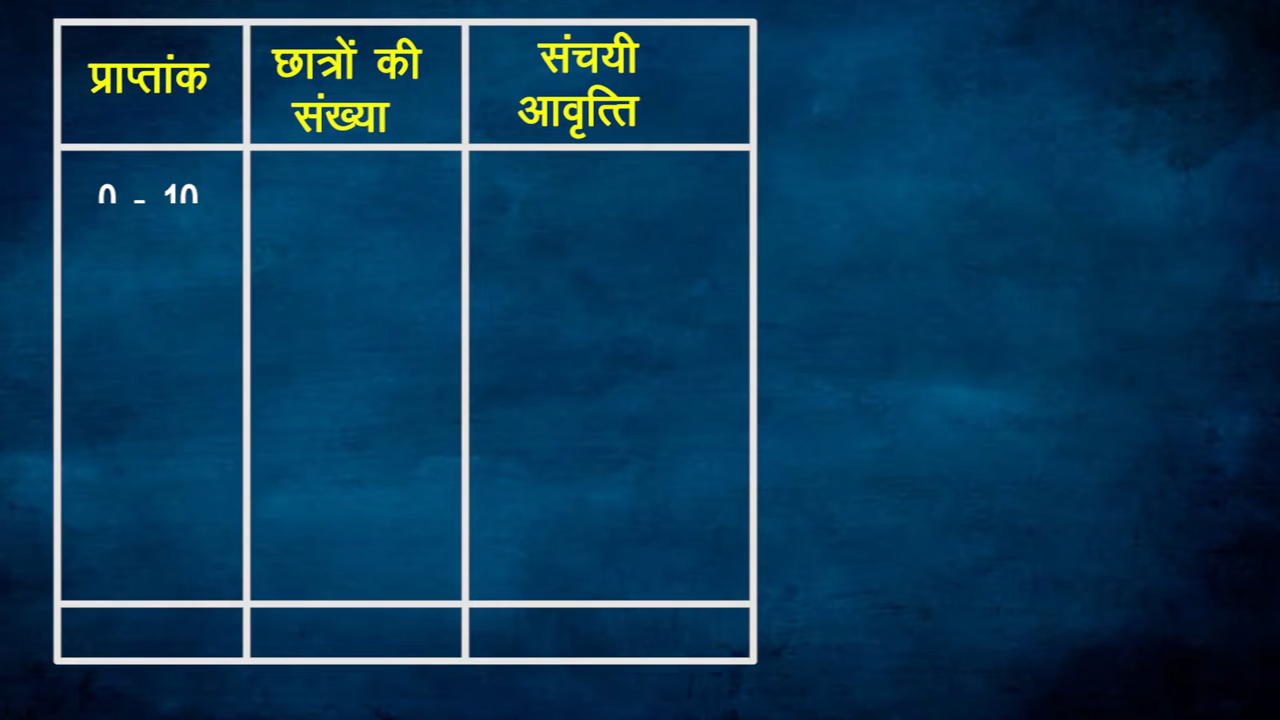 प्राप्तांक
छात्रों की
संख्या
संचयी
आवृत्ति
0 - 10